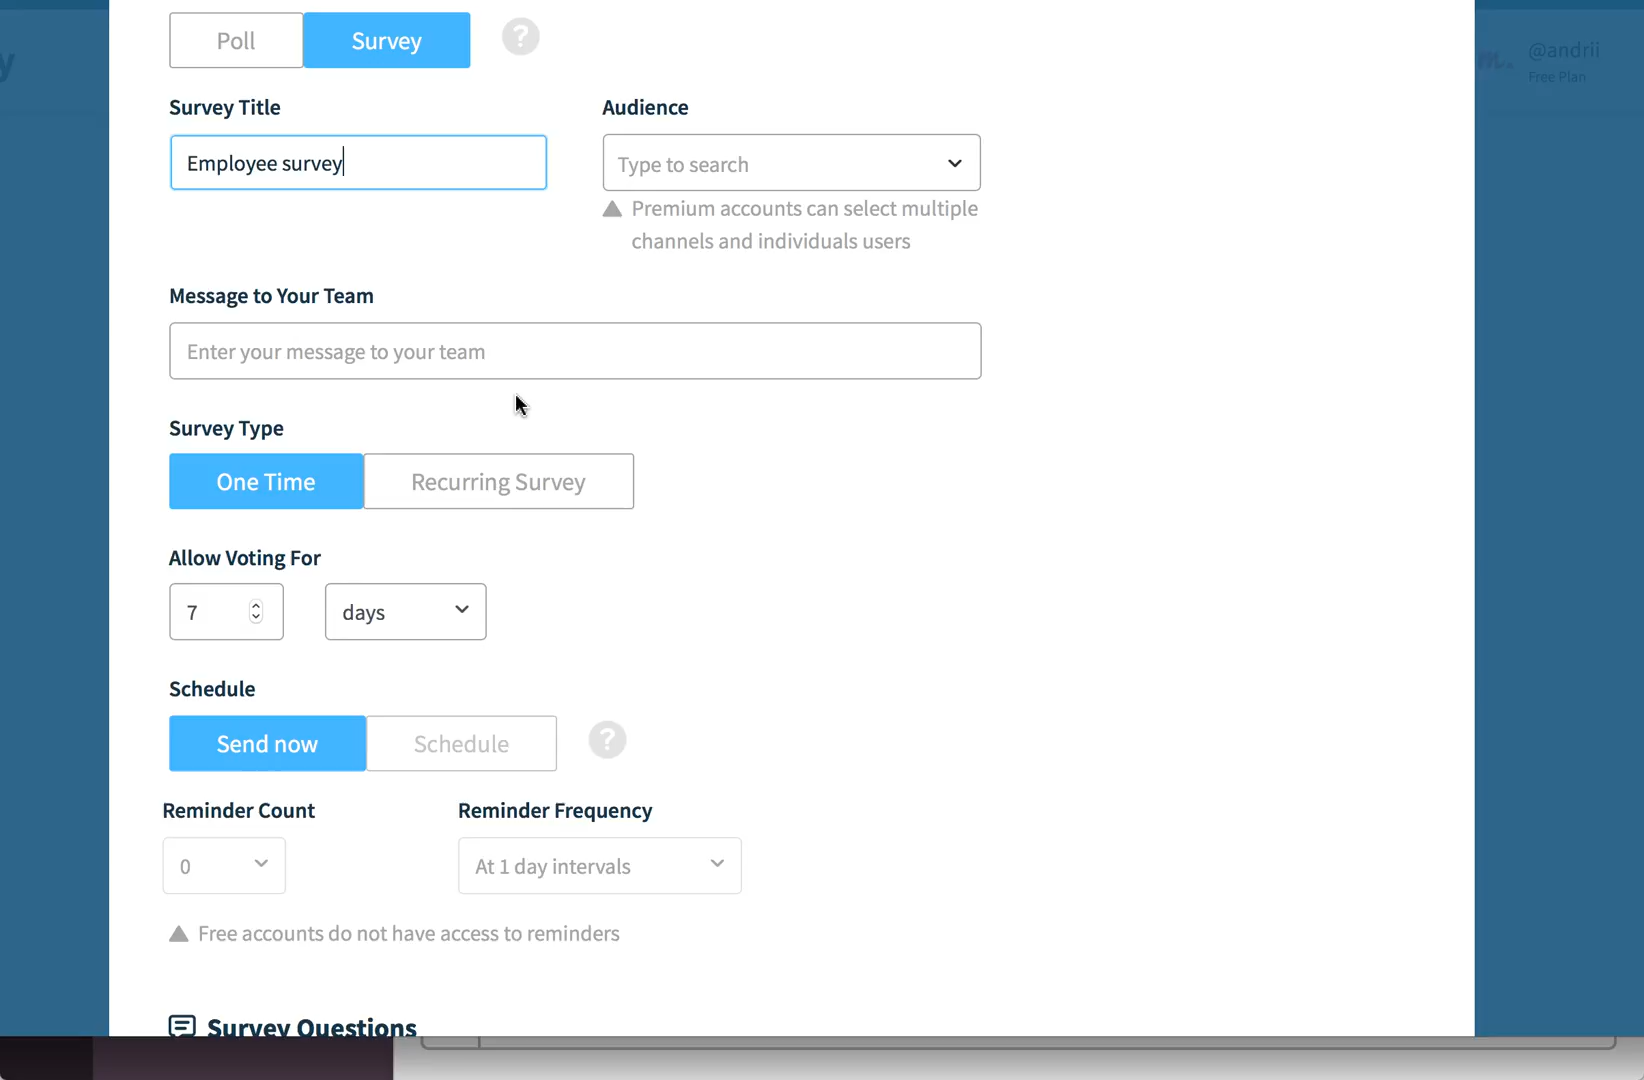 Poll
Survey
?
y
@andrii
Free Plan
Survey Title
Audience
Employee survey
Type to search
Premium accounts can select multiple
channels and individuals users
Message to Your Team
Enter your message to your team
Survey Type
One Time
Recurring Survey
Allow Voting For
7
days
Schedule
Send now
Schedule
?
Reminder Count
Reminder Frequency
0
At 1 day intervals
Free accounts do not have access to reminders
Survey Questions